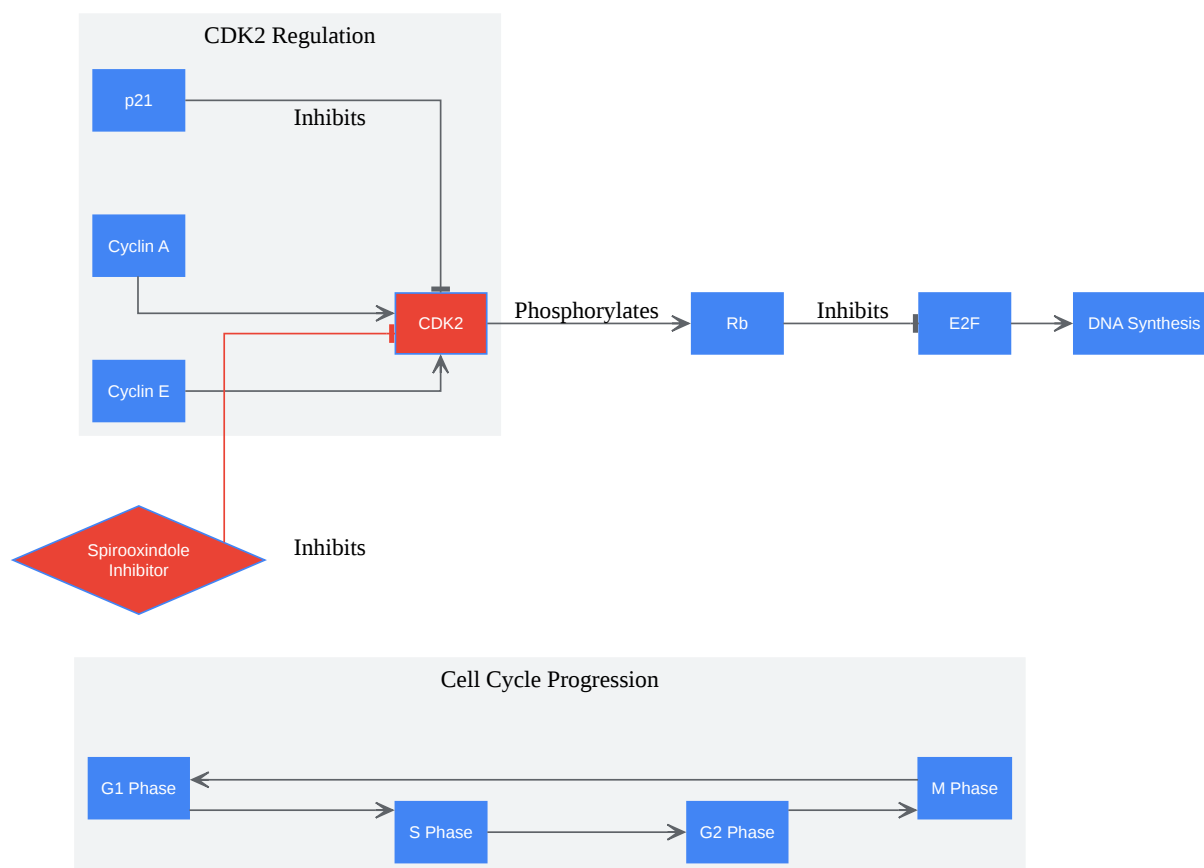 CDK2 Regulation
p21
Inhibits
Cyclin A
CDK2
Phosphorylates
Rb
Inhibits
E2F
DNA Synthesis
Cyclin E
Spirooxindole
Inhibitor
Inhibits
Cell Cycle Progression
G1 Phase
M Phase
S Phase
G2 Phase